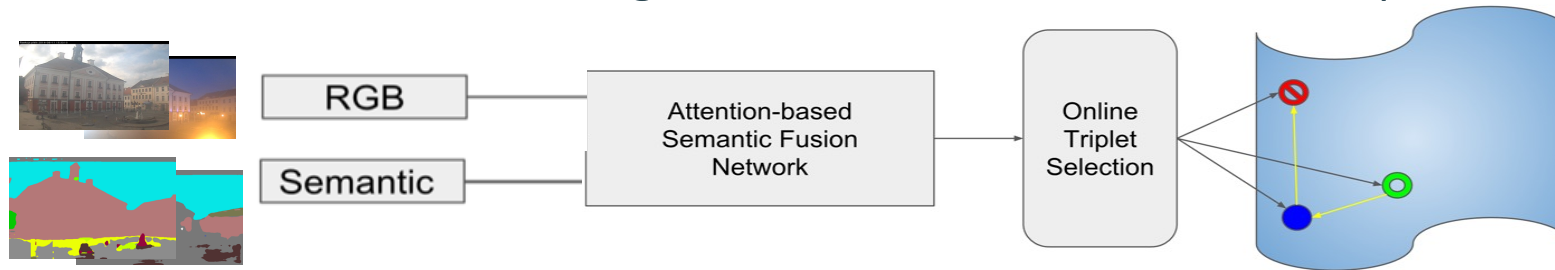 RGB
Semantic
Attention-based
Semantic Fusion
Network
Online
Triplet
Selection